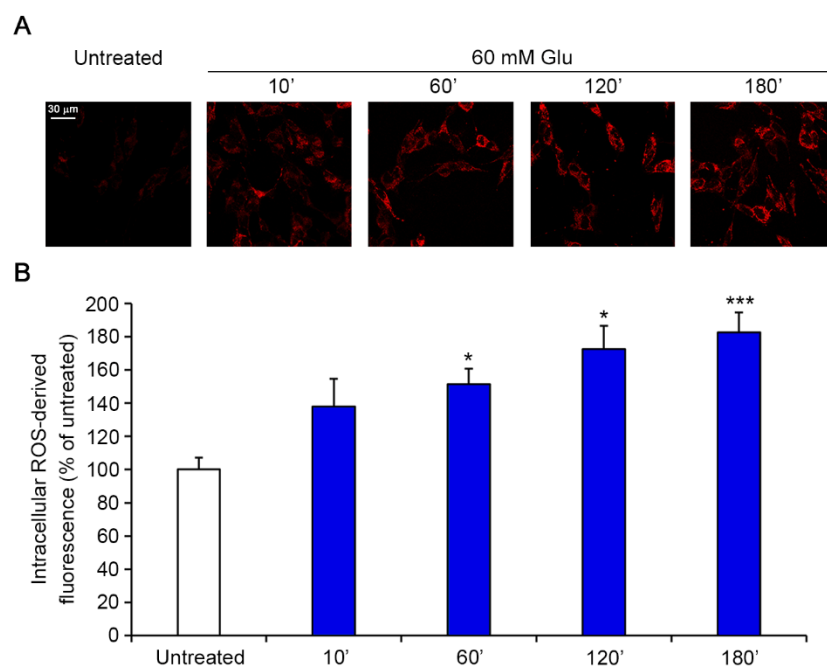 A
Untreated
60 mM Glu
10’
60’
120’
180’
30 µm
B
Intracellular ROS-derived
fluorescence (% of untreated)
200
180
160
140
120
100
80
60
40
20
0
*
*
***
Untreated
10’
60’
120’
180’